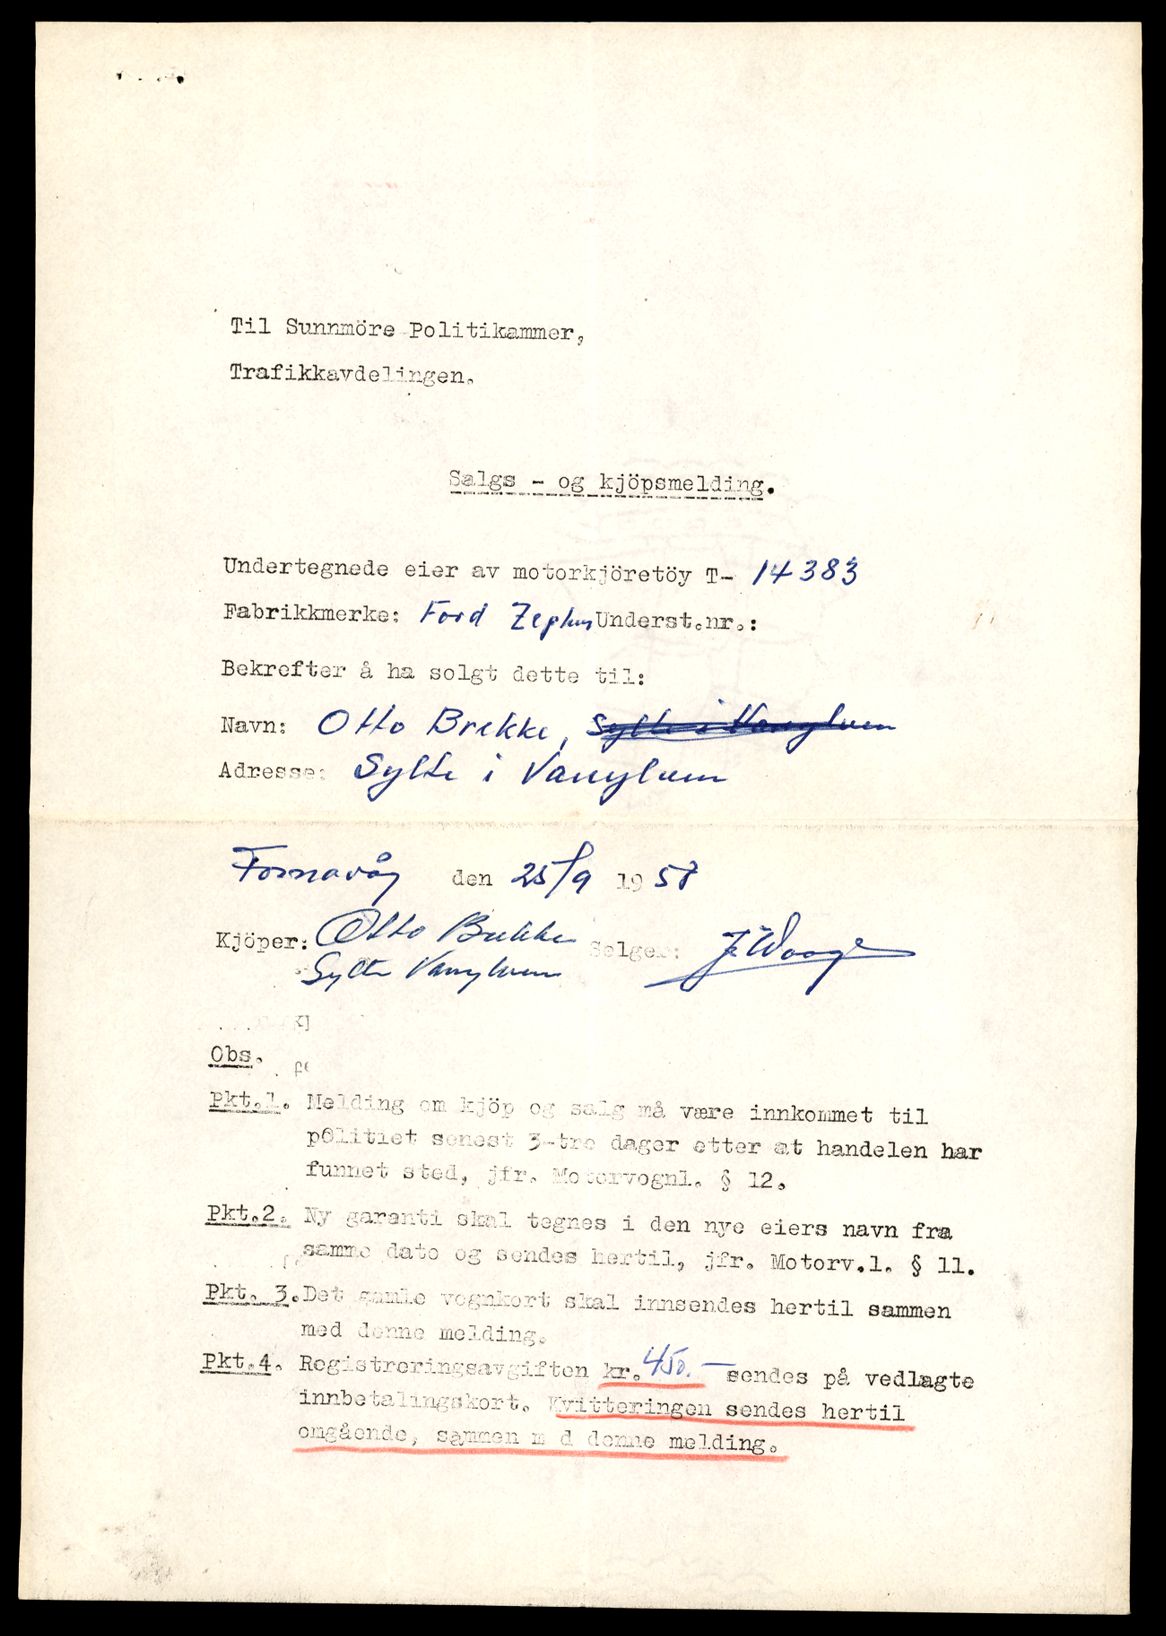 Til Sunnmöre Politikammer,
Trafikkavdelingen.
Salgs - og kjöpsmelding.
Undertegnede eier av motorkjöretöy T- 14383
Fabrikkmerke: Ford Zephyr Underst.nr.:
Bekrefter å ha solgt dette til:
Navn: Otto Brekke, Sylte i Vanylven
Adresse: Sylte i Vanylven
Fosnavåg den 25/9 1957
Kjöper: Otto Brekke Selger: J. Waage
Sylte Vanylven
Obs.
Pkt.1. Melding om kjöp og salg må være innkommet til
politiet senest 3-tre dager etter at handelen har
funnet sted, jfr. Motorvognl. § 12.
Pkt.2. Ny garanti skal tegnes i den nye eiers navn fra
samme dato og sendes hertil, jfr. Motorv.l. § 11.
Pkt. 3. Det gamle vognkort skal innsendes hertil sammen
med denne melding.
Pkt.4. Registreringsavgiften kr. 450.- sendes på vedlagte
innbetalingskort. Kvitteringen sendes hertil
omgående, sammen m d denne melding.